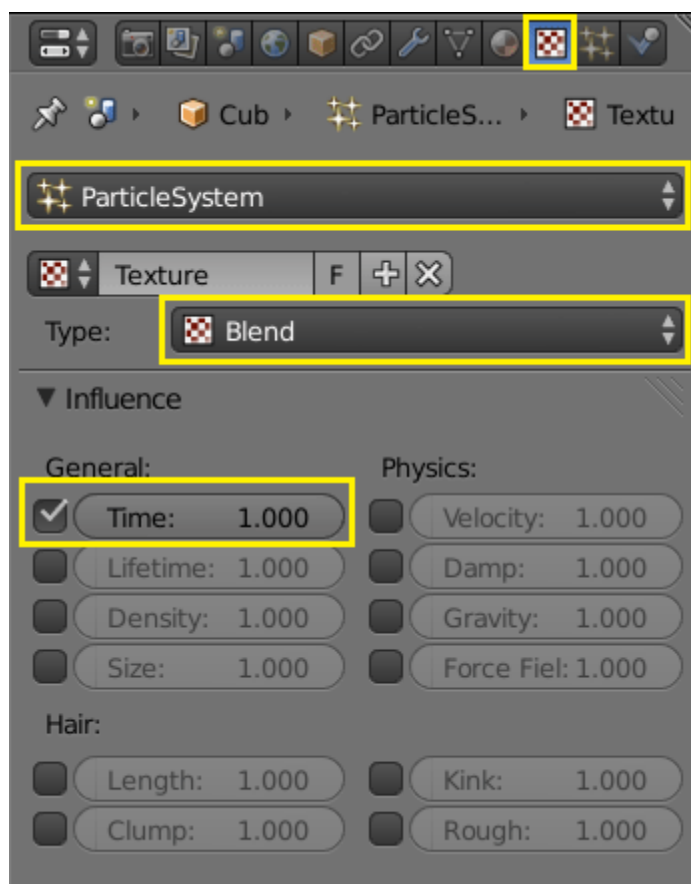 Cub ParticleS... Textu
ParticleSystem
Texture F
Type: Blend
Influence
General: Physics:
Time: 1.000 Velocity: 1.000
Lifetime: 1.000 Damp: 1.000
Density: 1.000 Gravity: 1.000
Size: 1.000 Force Fiel: 1.000
Hair:
Length: 1.000 Kink: 1.000
Clump: 1.000 Rough: 1.000